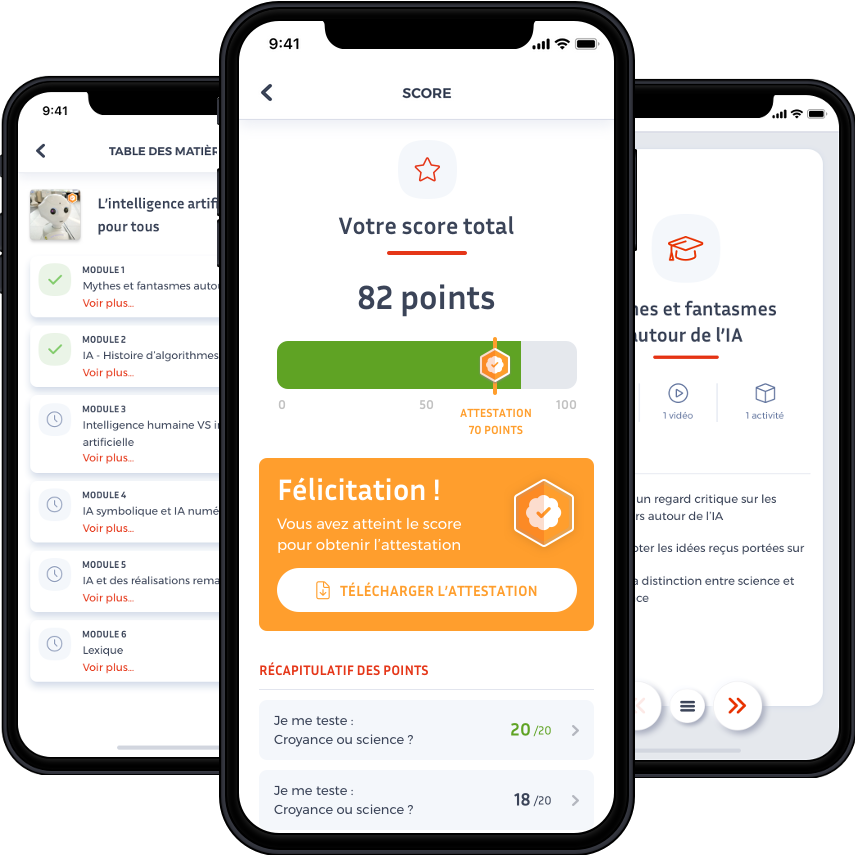 9:41
TABLE DES MATIÈR
L'intelligence artifi
pour tous
MODULE 1
Mythes et fantasmes autou
Voir plus...
MODULE 2
IA - Histoire d'algorithmes
Voir plus...
MODULE 3
Intelligence humaine VS i
artificielle
Voir plus...
MODULE 4
IA symbolique et IA numé
Voir plus...
MODULE 5
IA et des réalisations rema
Voir plus...
MODULE 6
Lexique
Voir plus...
9:41
SCORE
Votre score total
82 points
0 50 100
ATTESTATION
70 POINTS
Félicitation !
Vous avez atteint le score
pour obtenir l'attestation
TÉLÉCHARGER L'ATTESTATION
RÉCAPITULATIF DES POINTS
Je me teste :
Croyance ou science ?
20 /20
Je me teste :
Croyance ou science ?
18 /20
es et fantasmes
autour de l'IA
1 vidéo
1 activité
un regard critique sur les
rs autour de l'IA
pter les idées reçus portées sur
a distinction entre science et
ce